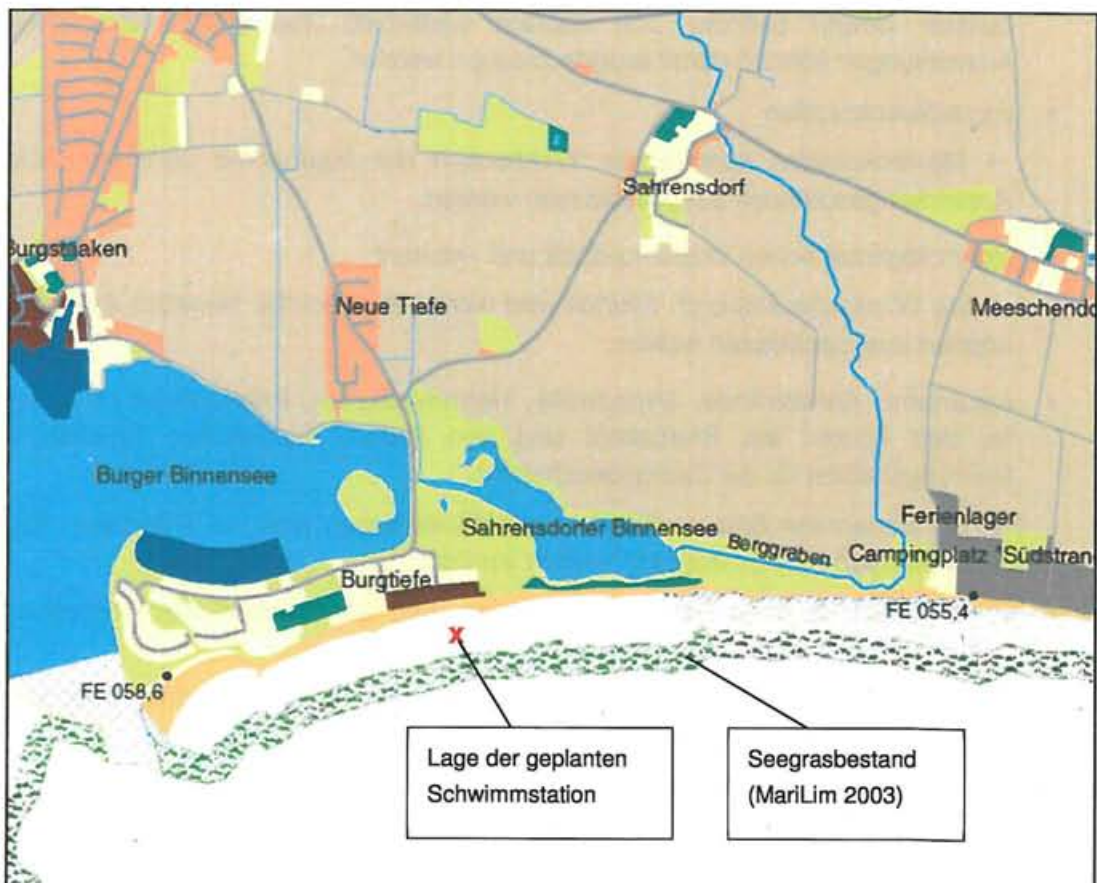 Sahrensdorf
Burgstaaken
Neue Tiefe
Meeschendo
Burger Binnensee
Sahrensdorfer Binnensee
Ferienlager
Berggraben
Campingplatz "Südstrand
Burgtiefe
FE 055,4
FE 058,6
Lage der geplanten
Schwimmstation
Seegrasbestand
(MariLim 2003)
x